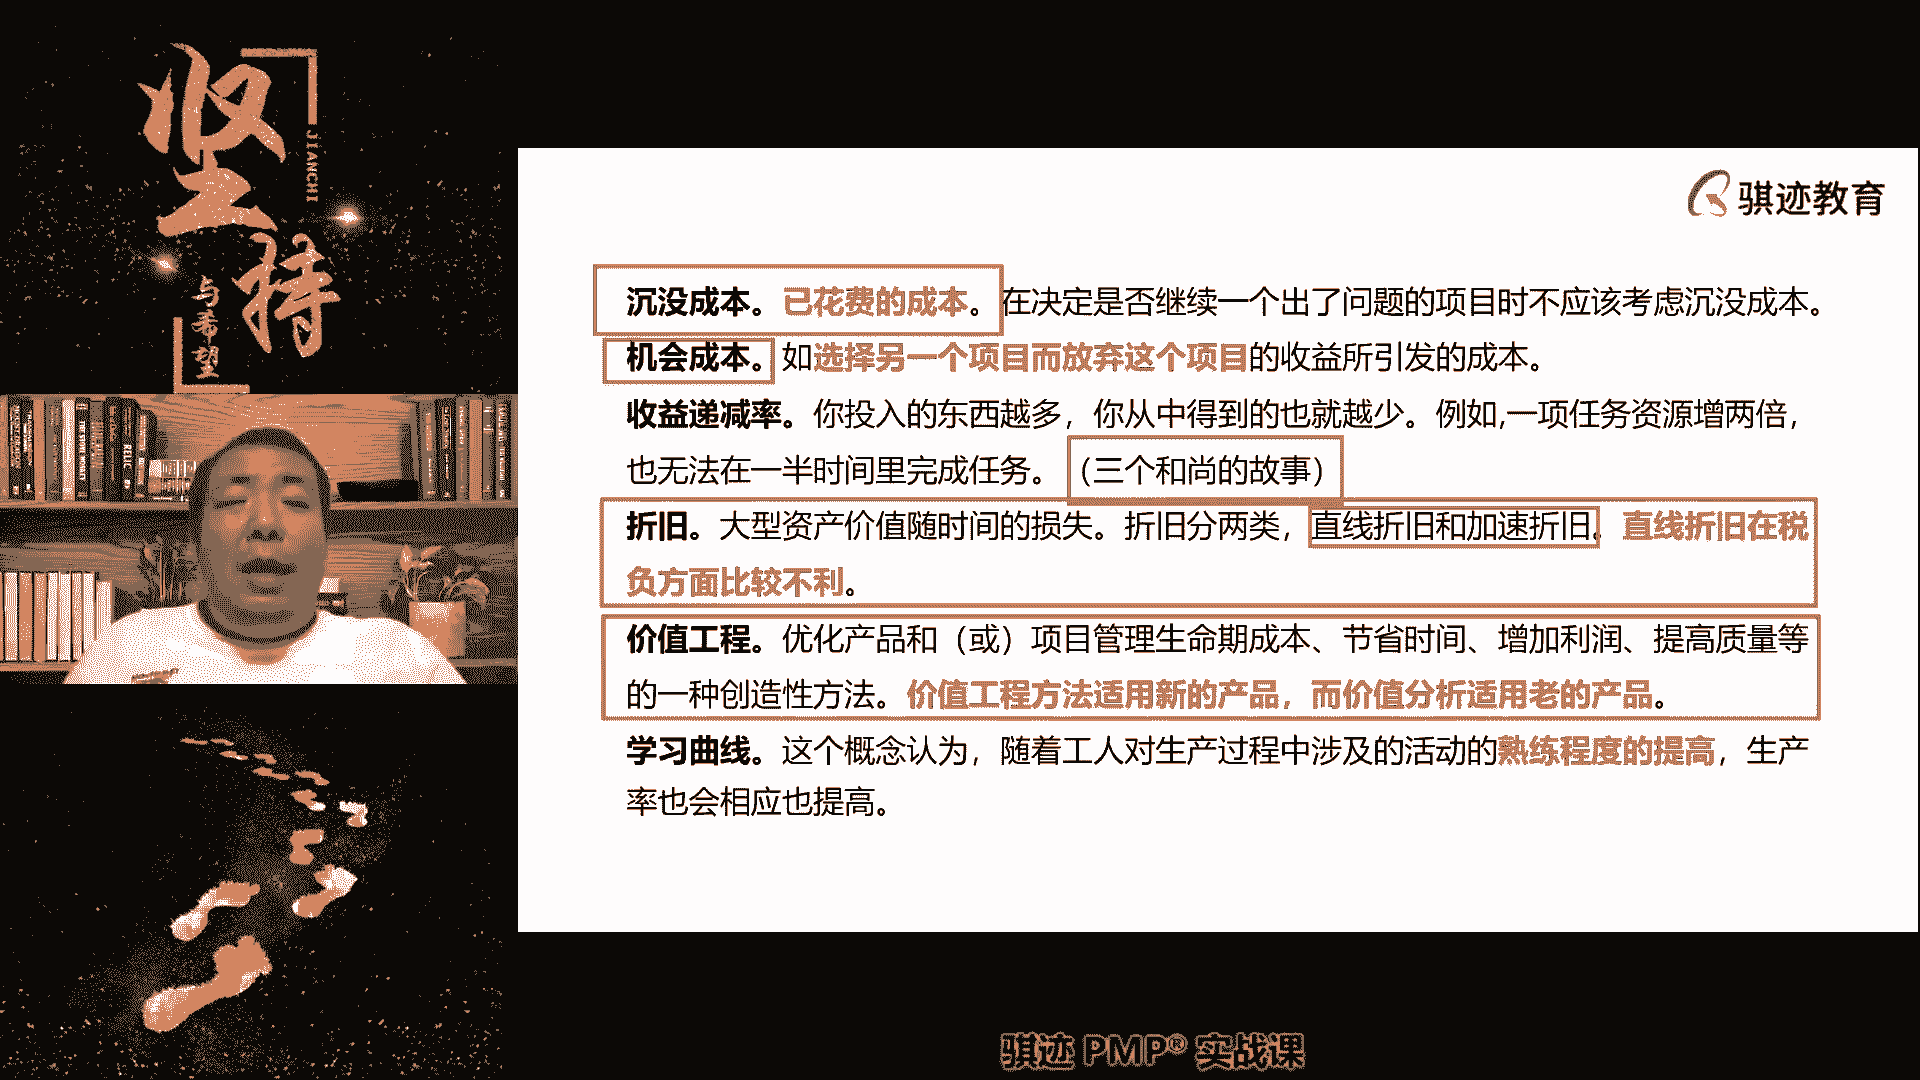 坚持
JIANCHI
与希望
骐迹教育
沉没成本。已花费的成本。在决定是否继续一个出了问题的项目时不应该考虑沉没成本。
机会成本。如选择另一个项目而放弃这个项目的收益所引发的成本。
收益递减率。你投入的东西越多，你从中得到的也就越少。例如,一项任务资源增两倍，
也无法在一半时间里完成任务。（三个和尚的故事）
折旧。大型资产价值随时间的损失。折旧分两类，直线折旧和加速折旧。直线折旧在税
负方面比较不利。
价值工程。优化产品和（或）项目管理生命期成本、节省时间、增加利润、提高质量等
的一种创造性方法。价值工程方法适用新的产品，而价值分析适用老的产品。
学习曲线。这个概念认为，随着工人对生产过程中涉及的活动的熟练程度的提高，生产
率也会相应也提高。
骐迹 PMP® 实战课